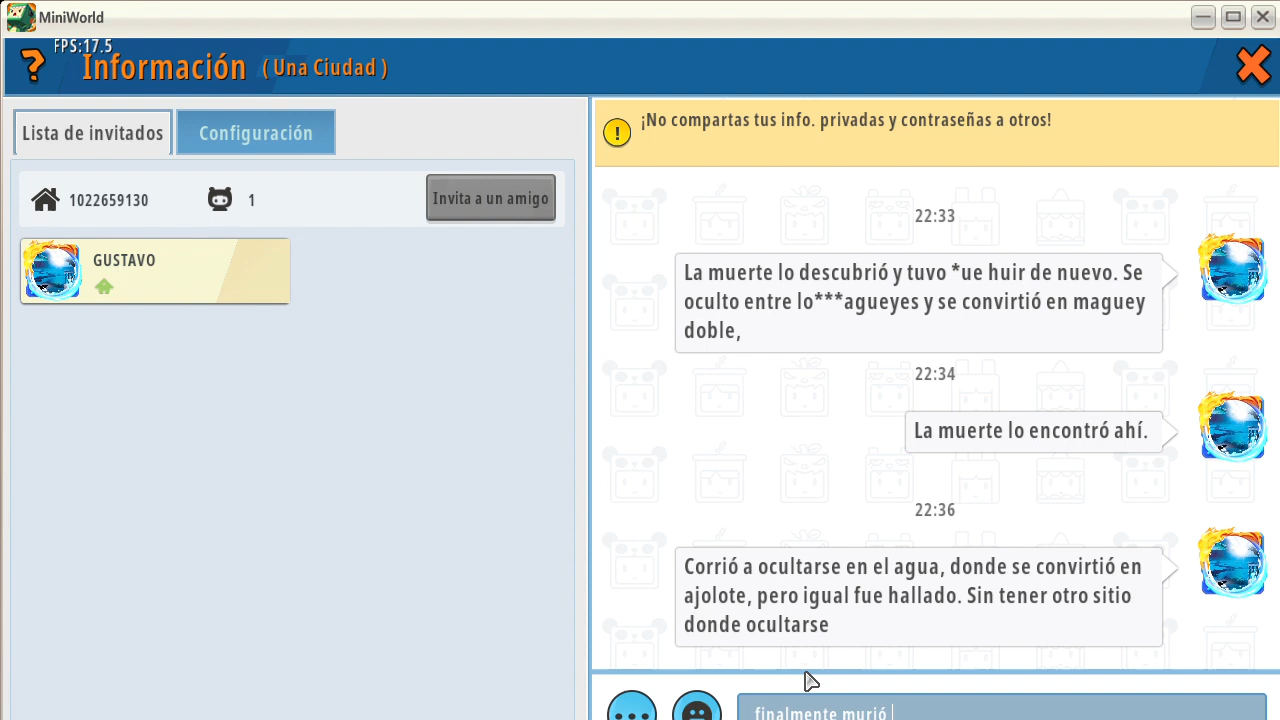 MiniWorld
FPS:17.5
Información
( Una Ciudad )
Lista de invitados
Configuración
1022659130
1
Invita a un amigo
GUSTAVO
¡No compartas tus info. privadas y contraseñas a otros!
22:33
La muerte lo descubrió y tuvo *ue huir de nuevo. Se
oculto entre lo***agueyes y se convirtió en maguey
doble,
22:34
La muerte lo encontró ahí.
22:36
Corrió a ocultarse en el agua, donde se convirtió en
ajolote, pero igual fue hallado. Sin tener otro sitio
donde ocultarse
finalmente murió